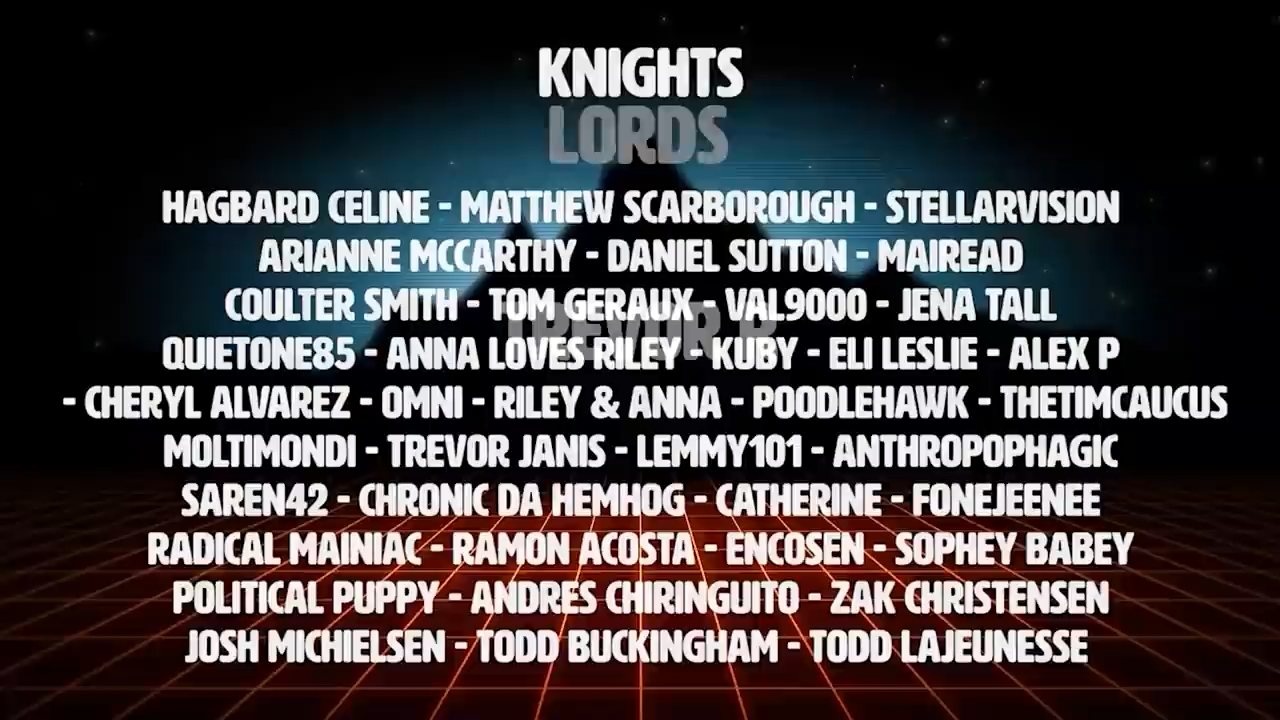 KNIGHTS
LORDS
HAGBARD CELINE - MATTHEW SCARBOROUGH - STELLARVISION
ARIANNE MCCARTHY - DANIEL SUTTON - MAIREAD
COULTER SMITH - TOM GERAUX - VAL9000 - JENA TALL
TREVOR P
QUIETONE85 - ANNA LOVES RILEY - KUBY - ELI LESLIE - ALEX P
- CHERYL ALVAREZ - OMNI - RILEY & ANNA - POODLEHAWK - THETIMCAUCUS
MOLTIMONDI - TREVOR JANIS - LEMMY101 - ANTHROPOPHAGIC
SAREN42 - CHRONIC DA HEMHOG - CATHERINE - FONEJEENEE
RADICAL MAINIAC - RAMON ACOSTA - ENCOSEN - SOPHEY BABEY
POLITICAL PUPPY - ANDRES CHIRINGUITO - ZAK CHRISTENSEN
JOSH MICHIELSEN - TODD BUCKINGHAM - TODD LAJEUNESSE